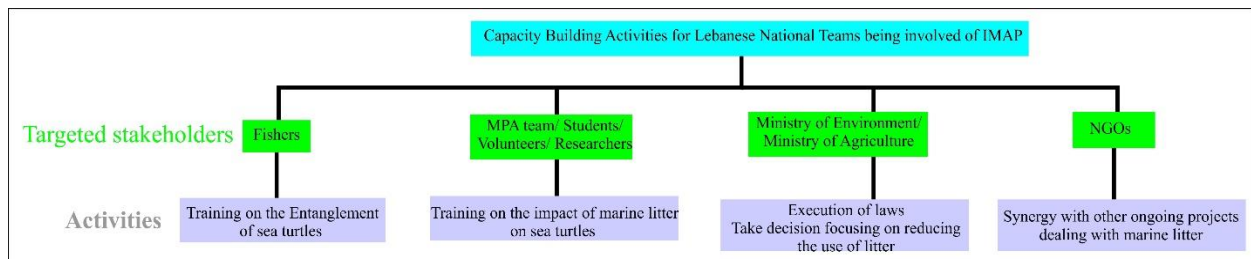 Capacity Building Activities for Lebanese National Teams being involved of IMAP
Targeted stakeholders
Fishers
MPA team/ Students/
Volunteers/ Researchers
Ministry of Environment/
Ministry of Agriculture
NGOs
Activities
Training on the Entanglement
of sea turtles
Training on the impact of marine litter
on sea turtles
Execution of laws
Take decision focusing on reducing
the use of litter
Synergy with other ongoing projects
dealing with marine litter